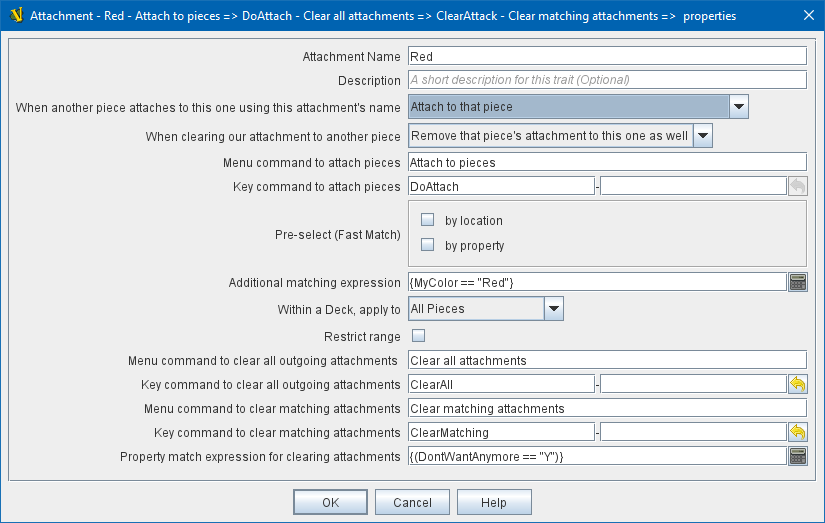 Attachment - Red - Attach to pieces => DoAttach - Clear all attachments => ClearAttack - Clear matching attachments =>  properties
Attachment Name Red
Description A short description for this trait (Optional)
When another piece attaches to this one using this attachment's name Attach to that piece
When clearing our attachment to another piece Remove that piece's attachment to this one as well
Menu command to attach pieces Attach to pieces
Key command to attach pieces DoAttach -
Pre-select (Fast Match) by location
by property
Additional matching expression {MyColor == "Red"}
Within a Deck, apply to All Pieces
Restrict range
Menu command to clear all outgoing attachments Clear all attachments
Key command to clear all outgoing attachments ClearAll -
Menu command to clear matching attachments Clear matching attachments
Key command to clear matching attachments ClearMatching -
Property match expression for clearing attachments {(DontWantAnymore == "Y")}
OK Cancel Help